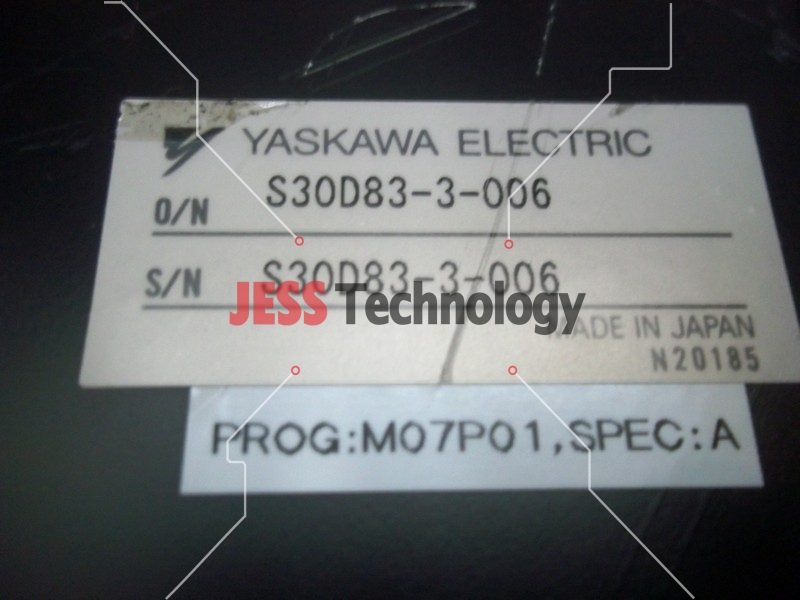 YASKAWA ELECTRIC
O/N S30D83-3-006
S/N S30D83-3-006
JESS Technology
MADE IN JAPAN
N20185
PROG:M07P01,SPEC:A